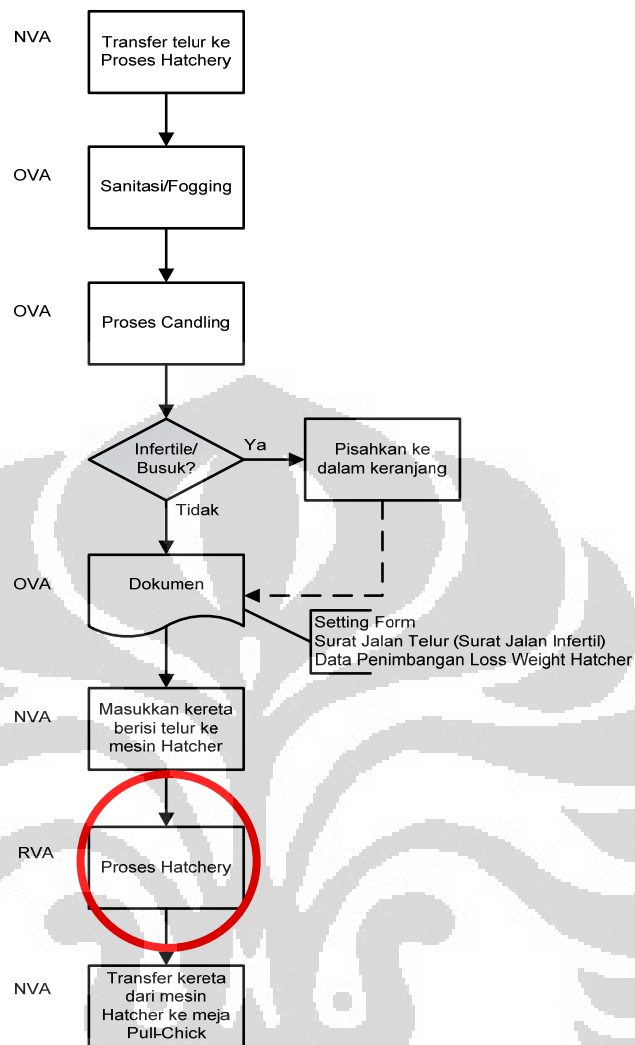 NVA
Transfer telur ke
Proses Hatchery
OVA
Sanitasi/Fogging
OVA
Proses Candling
Infertile/
Busuk?
Ya
Pisahkan ke
dalam keranjang
Tidak
OVA
Dokumen
Setting Form
Surat Jalan Telur (Surat Jalan Infertil)
Data Penimbangan Loss Weight Hatcher
NVA
Masukkan kereta
berisi telur ke
mesin Hatcher
RVA
Proses Hatchery
NVA
Transfer kereta
dari mesin
Hatcher ke meja
Pull-Chick